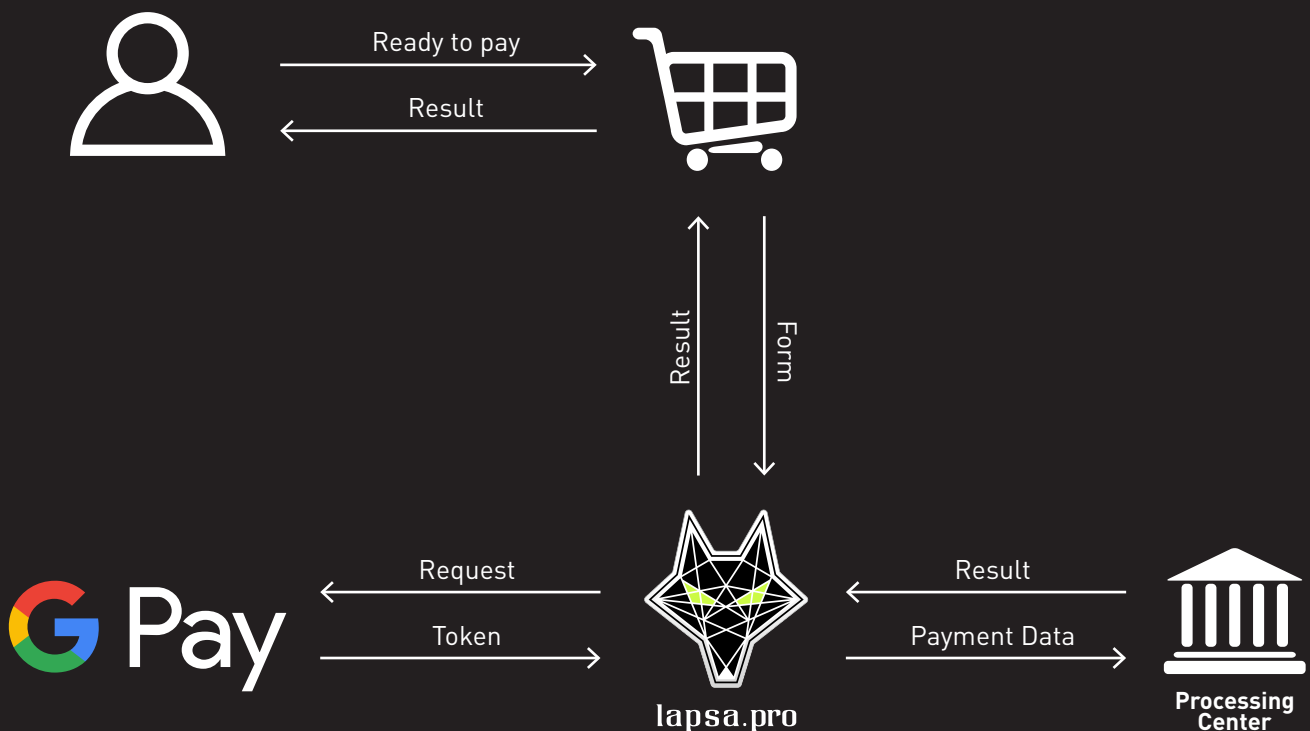 Ready to pay
Result
Result
Form
Request
Result
G Pay
Token
Payment Data
lapsa.pro
Processing
Center